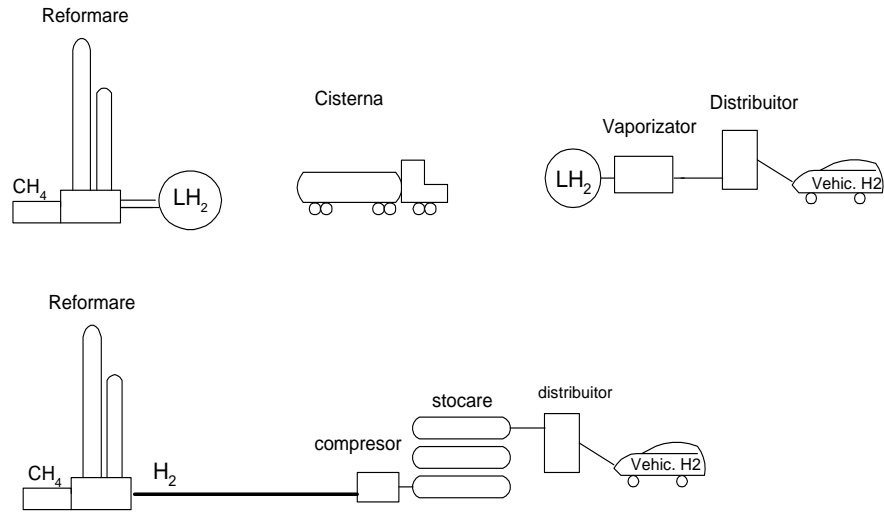 Reformare
Cisterna
Distribuitor
Vaporizator
CH₄
LH₂
LH₂
Vehic. H2
Reformare
stocare
distribuitor
compresor
CH₄
H₂
Vehic. H2